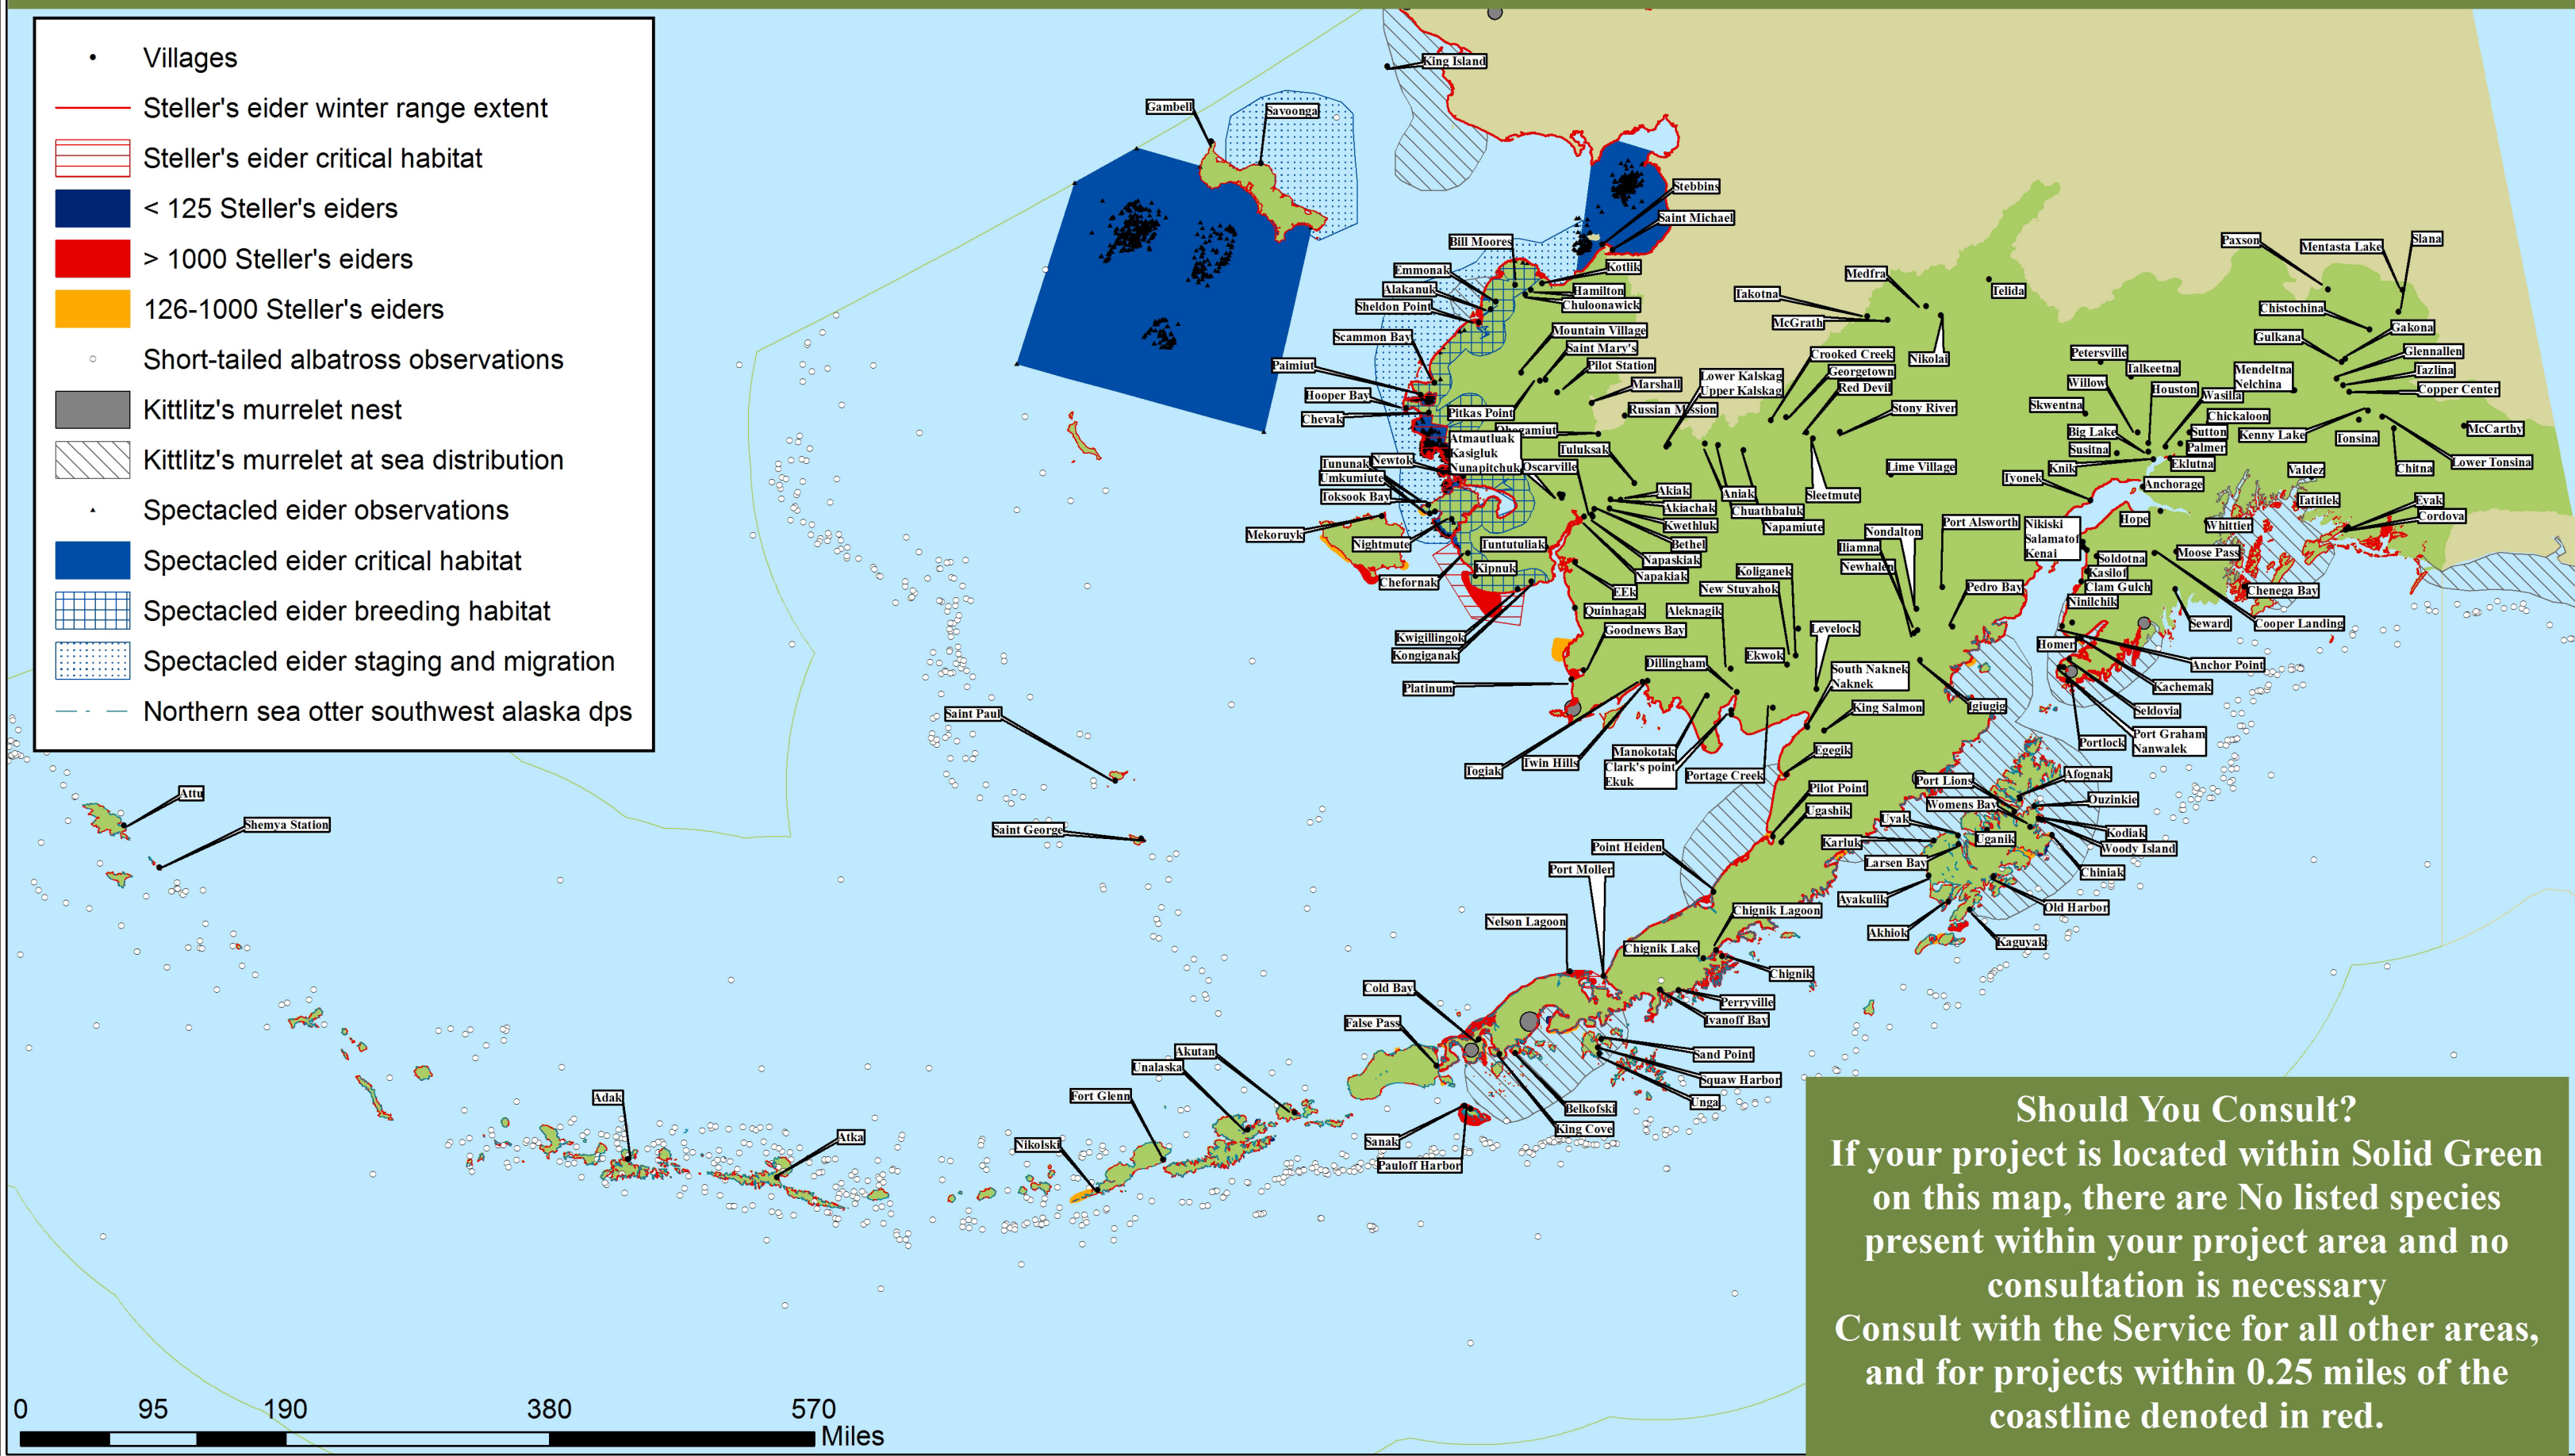 Villages
Steller's eider winter range extent
Steller's eider critical habitat
< 125 Steller's eiders
> 1000 Steller's eiders
126-1000 Steller's eiders
Short-tailed albatross observations
Kittlitz's murrelet nest
Kittlitz's murrelet at sea distribution
Spectacled eider observations
Spectacled eider critical habitat
Spectacled eider breeding habitat
Spectacled eider staging and migration
Northern sea otter southwest alaska dps
King Island
Gambell
Savoonga
Stebbins
Saint Michael
Bill Moores
Emmonak
Kotlik
Alakanuk
Hamilton
Sheldon Point
Chuloonawick
Scammon Bay
Mountain Village
Saint Mary's
Paimiut
Pilot Station
Hooper Bay
Marshall
Chevak
Pitkas Point
Russian Mission
Lower Kalskag
Upper Kalskag
Atmautluak
Kasigluk
Nunapitchuk
Oscarville
Tuluksak
Tununak
Newtok
Umkumiute
Toksook Bay
Mekoruyk
Nightmute
Tuntutuliak
Chefornak
Kipnuk
Kwigillingok
Kongiganak
Platinum
Akiak
Akiachak
Kwethluk
Bethel
Napaskiak
Napakiak
EEk
Quinhagak
Goodnews Bay
Aniak
Chuathbaluk
Napamiute
Sleetmute
Crooked Creek
Georgetown
Red Devil
Stony River
Lime Village
Medfra
Telida
Takotna
McGrath
Nikolai
Paxson
Mentasta Lake
Slana
Chistochina
Gakona
Gulkana
Glennallen
Tazlina
Copper Center
Mendeltna
Nelchina
Petersville
Talkeetna
Willow
Houston
Wasilla
Skwentna
Chickaloon
Big Lake
Sutton
Kenny Lake
Tonsina
McCarthy
Susitna
Palmer
Knik
Eklutna
Chitna
Lower Tonsina
Tyonek
Anchorage
Valdez
Tatitlek
Eyak
Cordova
Hope
Whittier
Nikiski
Salamatof
Kenai
Soldotna
Moose Pass
Kasilof
Clam Gulch
Ninilchik
Chenega Bay
Seward
Cooper Landing
Homer
Anchor Point
Kachemak
Seldovia
Port Graham
Nanwalek
Portlock
Port Alsworth
Nondalton
Iliamna
Newhalen
Pedro Bay
Koliganek
New Stuyahok
Aleknagik
Levelock
Ekwok
Dillingham
South Naknek
Naknek
King Salmon
Igiugig
Egegik
Togiak
Twin Hills
Manokotak
Clark's point
Ekuk
Portage Creek
Pilot Point
Ugashik
Port Lions
Afognak
Womens Bay
Ouzinkie
Uyak
Uganik
Kodiak
Karluk
Woody Island
Larsen Bay
Chiniak
Ayakulik
Old Harbor
Akhiok
Kaguyak
Point Heiden
Port Moller
Nelson Lagoon
Chignik Lagoon
Chignik Lake
Chignik
Cold Bay
Perryville
Ivanoff Bay
False Pass
Sand Point
Squaw Harbor
Unga
Belkofski
King Cove
Sanak
Pauloff Harbor
Akutan
Unalaska
Fort Glenn
Nikolski
Atka
Adak
Saint Paul
Saint George
Attu
Shemya Station
Should You Consult?
If your project is located within Solid Green
on this map, there are No listed species
present within your project area and no
consultation is necessary
Consult with the Service for all other areas,
and for projects within 0.25 miles of the
coastline denoted in red.
0 95 190 380 570
Miles